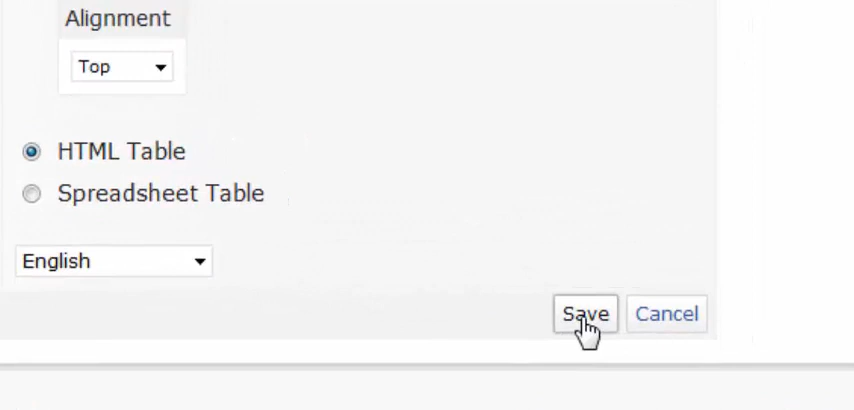 Alignment
Top
HTML Table
Spreadsheet Table
English
Save Cancel